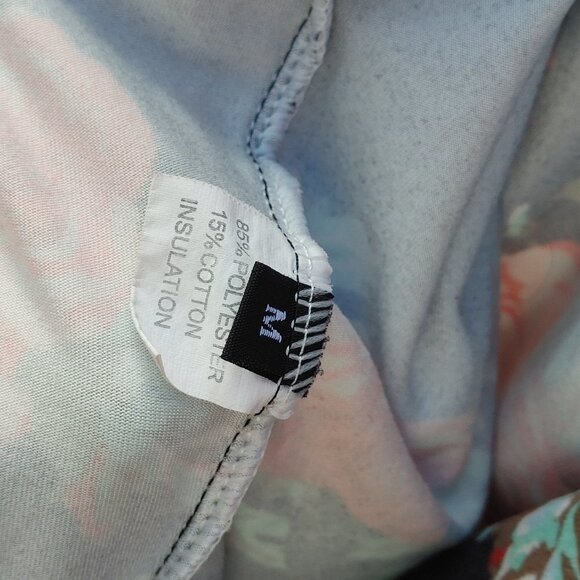 85% POLYESTER
15% COTTON
INSULATION
M